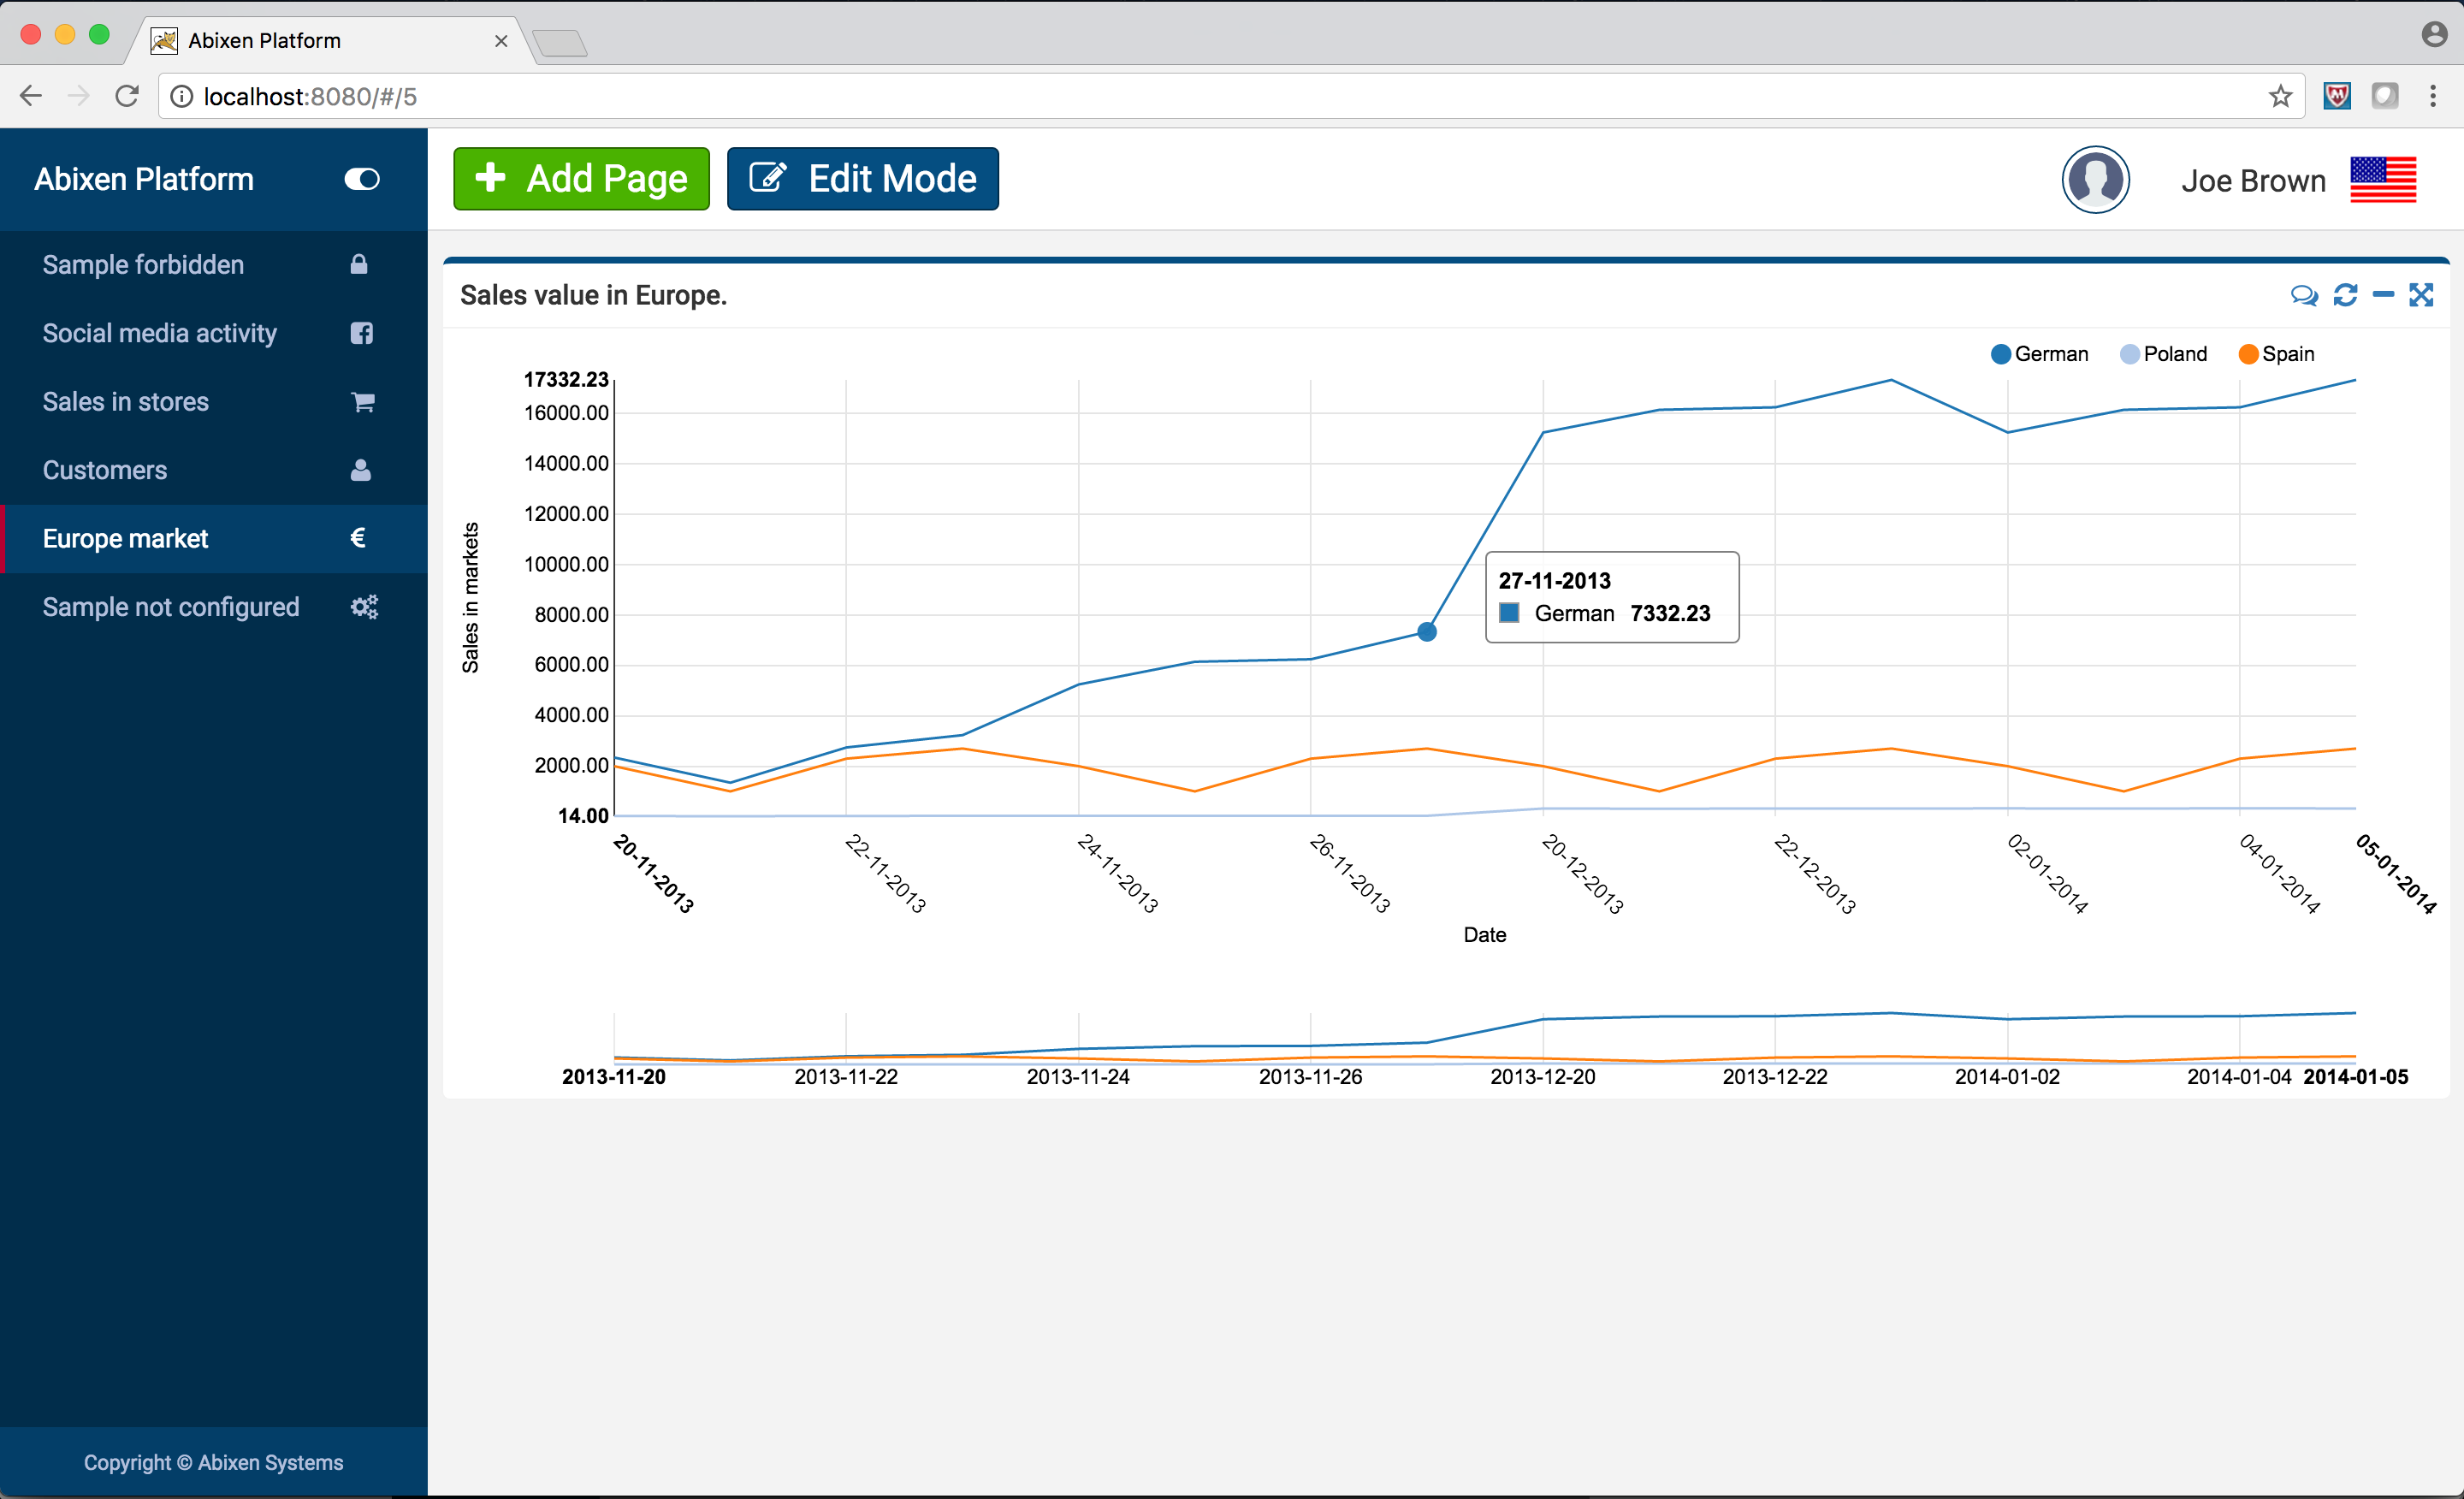 Abixen Platform
localhost:8080/#/5
Abixen Platform
Add Page
Edit Mode
Joe Brown
Sample forbidden
Social media activity
Sales in stores
Customers
Europe market
€
Sample not configured
Copyright © Abixen Systems
Sales value in Europe.
German
Poland
Spain
17332.23
16000.00
14000.00
12000.00
10000.00
8000.00
6000.00
4000.00
2000.00
14.00
Sales in markets
27-11-2013
German 7332.23
20-11-2013
22-11-2013
24-11-2013
26-11-2013
20-12-2013
22-12-2013
02-01-2014
04-01-2014
05-01-2014
Date
2013-11-20
2013-11-22
2013-11-24
2013-11-26
2013-12-20
2013-12-22
2014-01-02
2014-01-04
2014-01-05